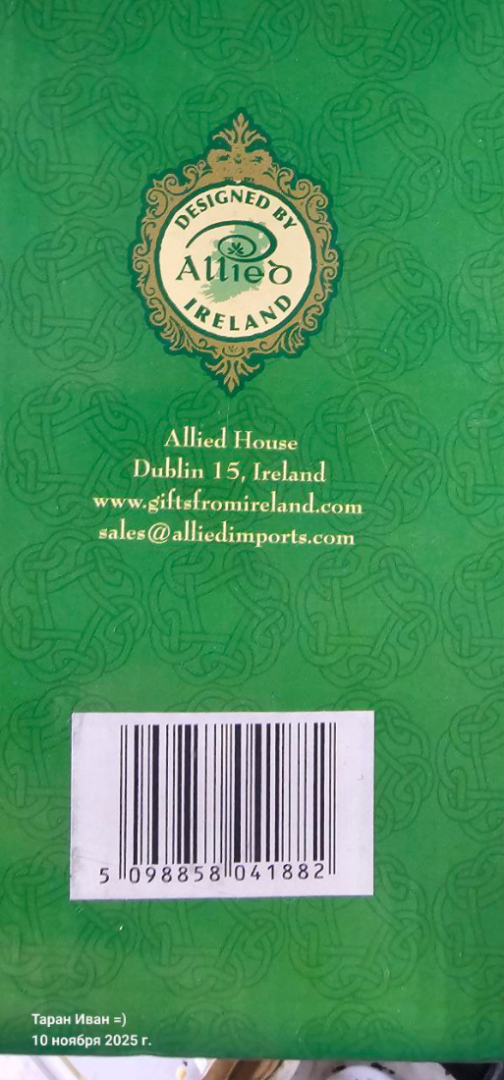 DESIGNED BY
Allied
IRELAND
Allied House
Dublin 15, Ireland
www.giftsfromireland.com
sales@alliedimports.com
5 098858 041882
Таран Иван =)
10 ноября 2025 г.